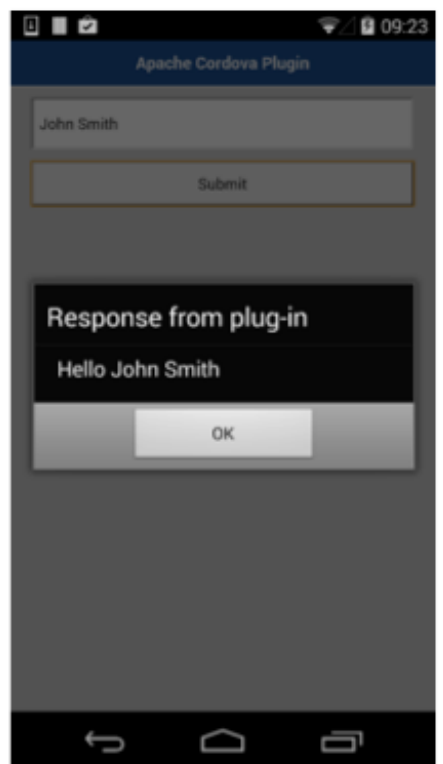 09:23
Apache Cordova Plugin
John Smith
Submit
Response from plug-in
Hello John Smith
OK